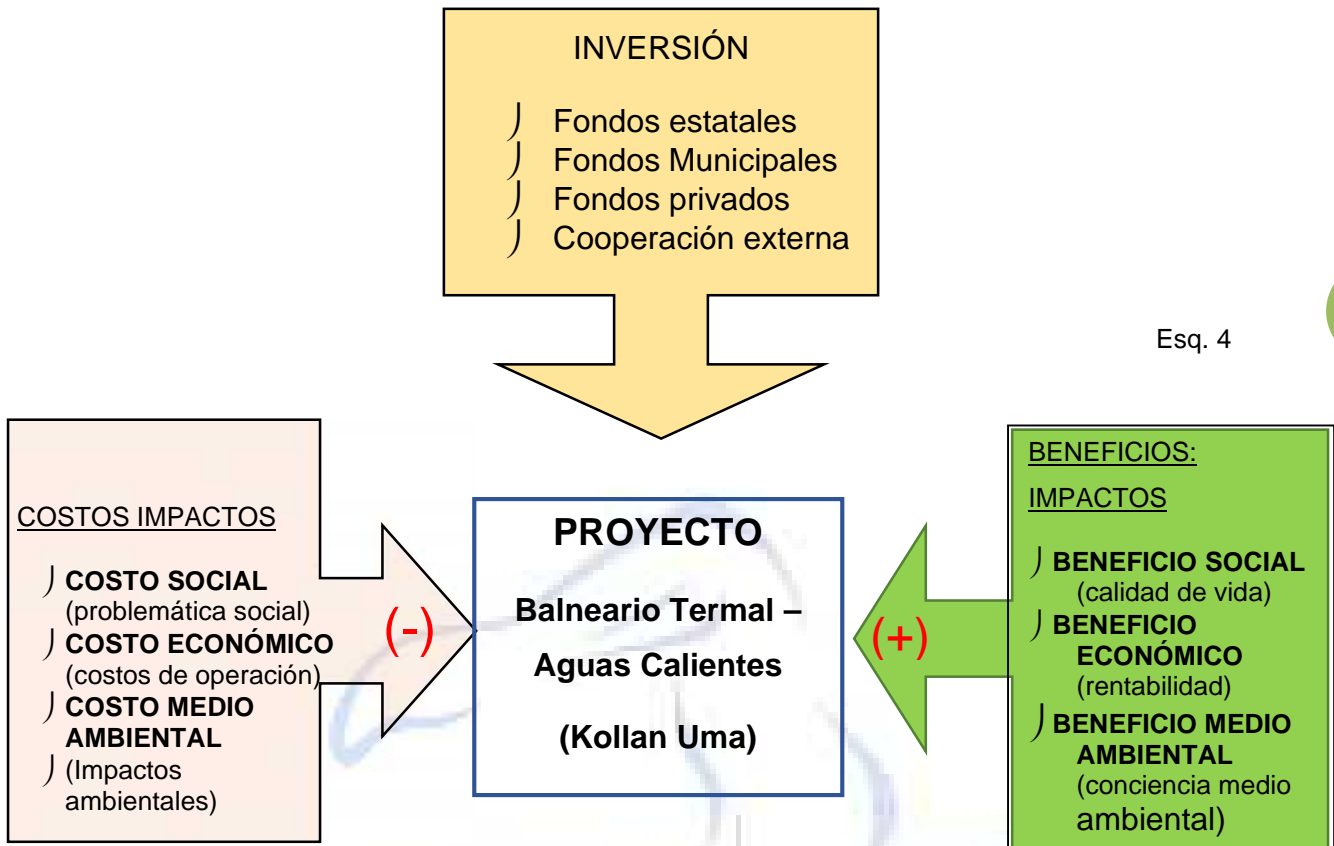 INVERSIÓN
Fondos estatales
Fondos Municipales
Fondos privados
Cooperación externa
Esq. 4
COSTOS IMPACTOS
COSTO SOCIAL
(problemática social)
COSTO ECONÓMICO
(costos de operación)
COSTO MEDIO
AMBIENTAL
(Impactos
ambientales)
(-)
PROYECTO
Balneario Termal –
Aguas Calientes
(Kollan Uma)
(+)
BENEFICIOS:
IMPACTOS
BENEFICIO SOCIAL
(calidad de vida)
BENEFICIO
ECONÓMICO
(rentabilidad)
BENEFICIO MEDIO
AMBIENTAL
(conciencia medio
ambiental)